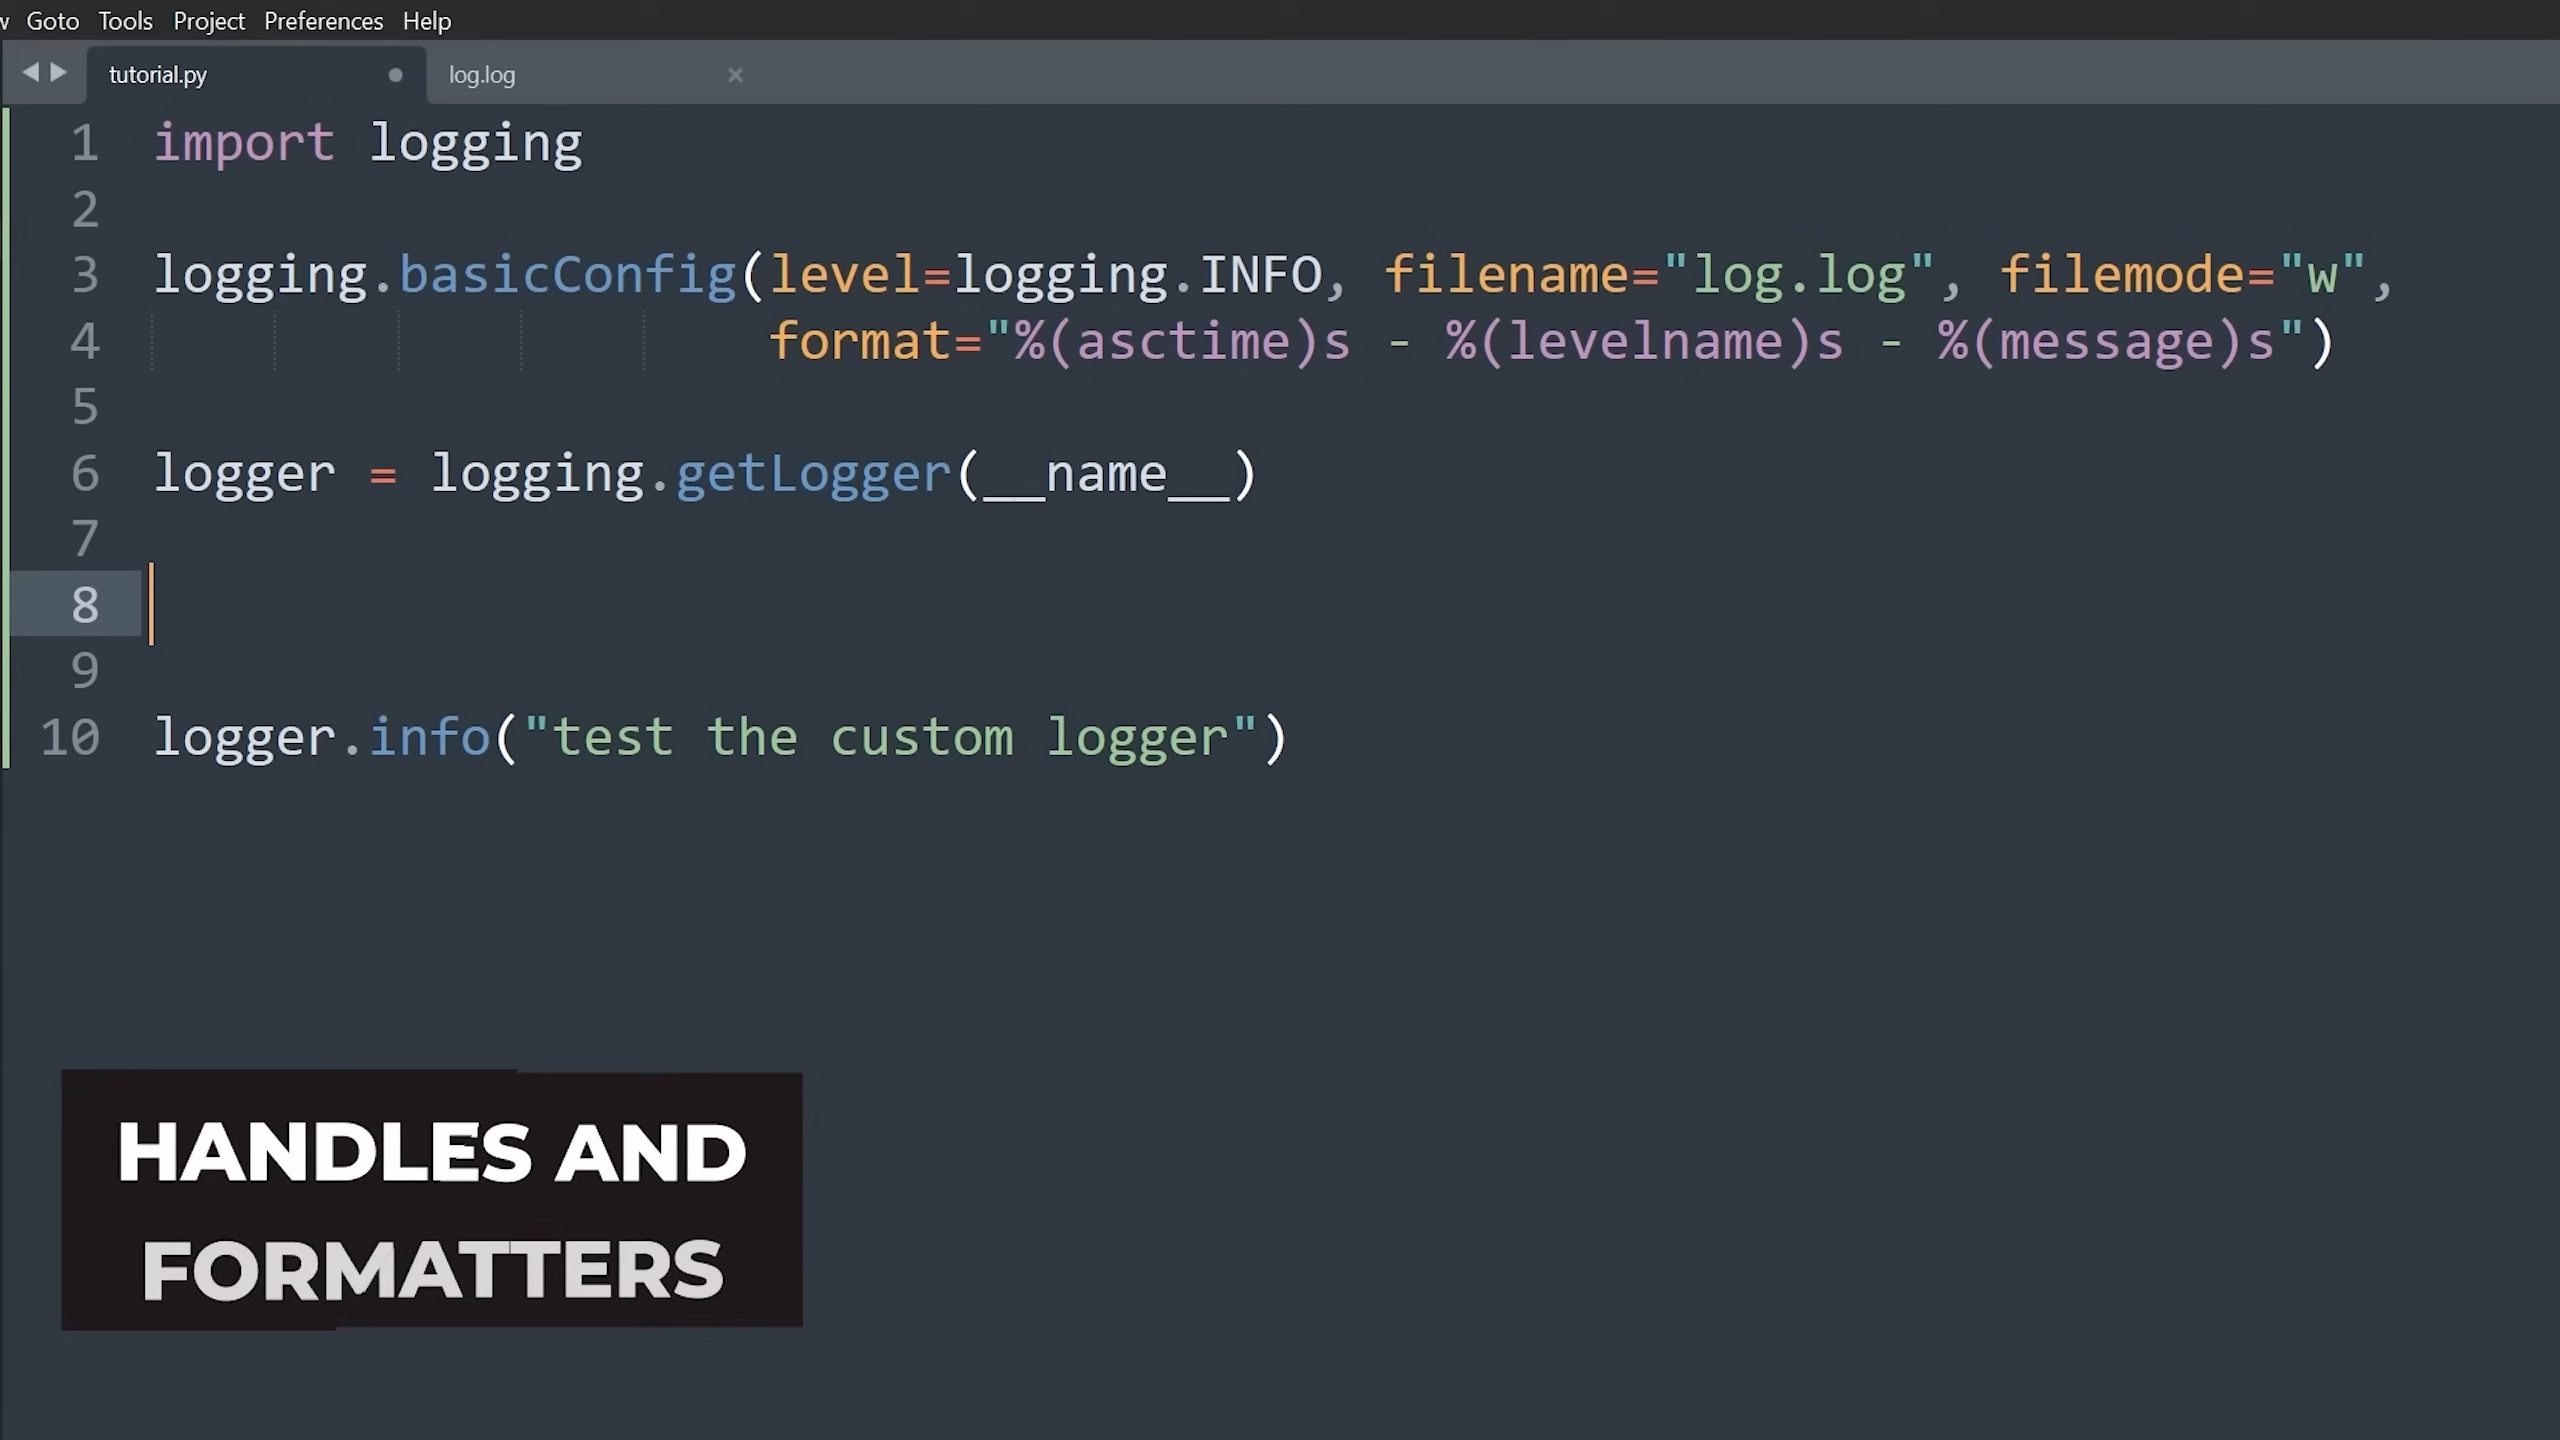 Goto Tools Project Preferences Help
tutorial.py log.log
1 import logging
2
3 logging.basicConfig(level=logging.INFO, filename="log.log", filemode="w",
4 format="%(asctime)s - %(levelname)s - %(message)s")
5
6 logger = logging.getLogger(__name__)
7
8
9
10 logger.info("test the custom logger")
HANDLES AND
FORMATTERS